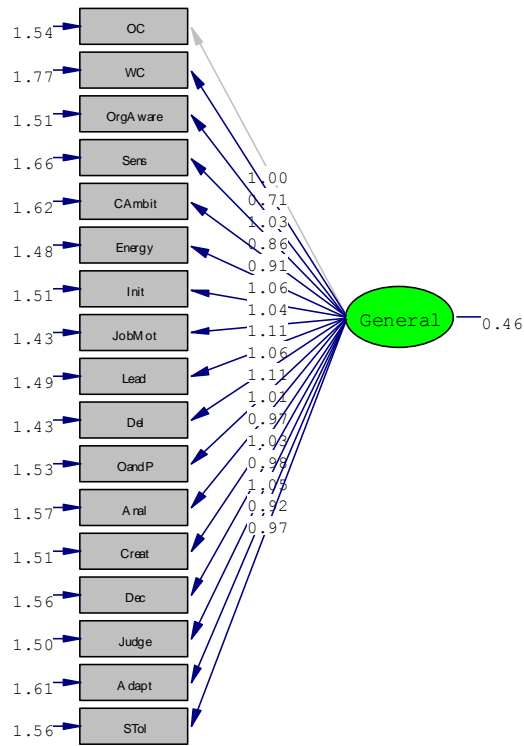 1.54 OC
1.77 WC
1.51 OrgAware
1.66 Sens
1.62 CAmbit
1.48 Energy
1.51 Init
1.43 JobMot
1.49 Lead
1.43 Del
1.53 OandP
1.57 Anal
1.51 Creat
1.56 Dec
1.50 Judge
1.61 Adapt
1.56 STol
1.00
0.71
1.03
0.86
0.91
1.06
1.04
1.11
1.06
1.11
1.01
0.97
1.03
0.98
1.05
0.92
0.97
General 0.46